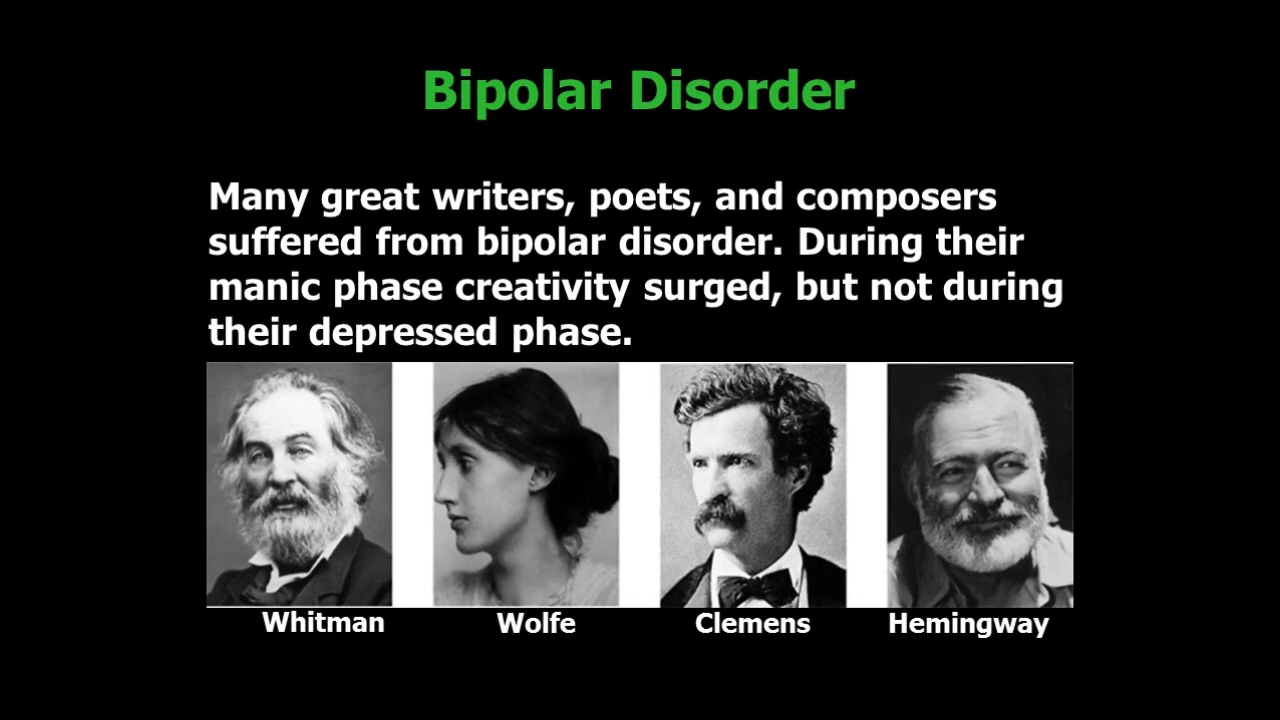 Bipolar Disorder
Many great writers, poets, and composers
suffered from bipolar disorder. During their
manic phase creativity surged, but not during
their depressed phase.
Whitman Wolfe Clemens Hemingway